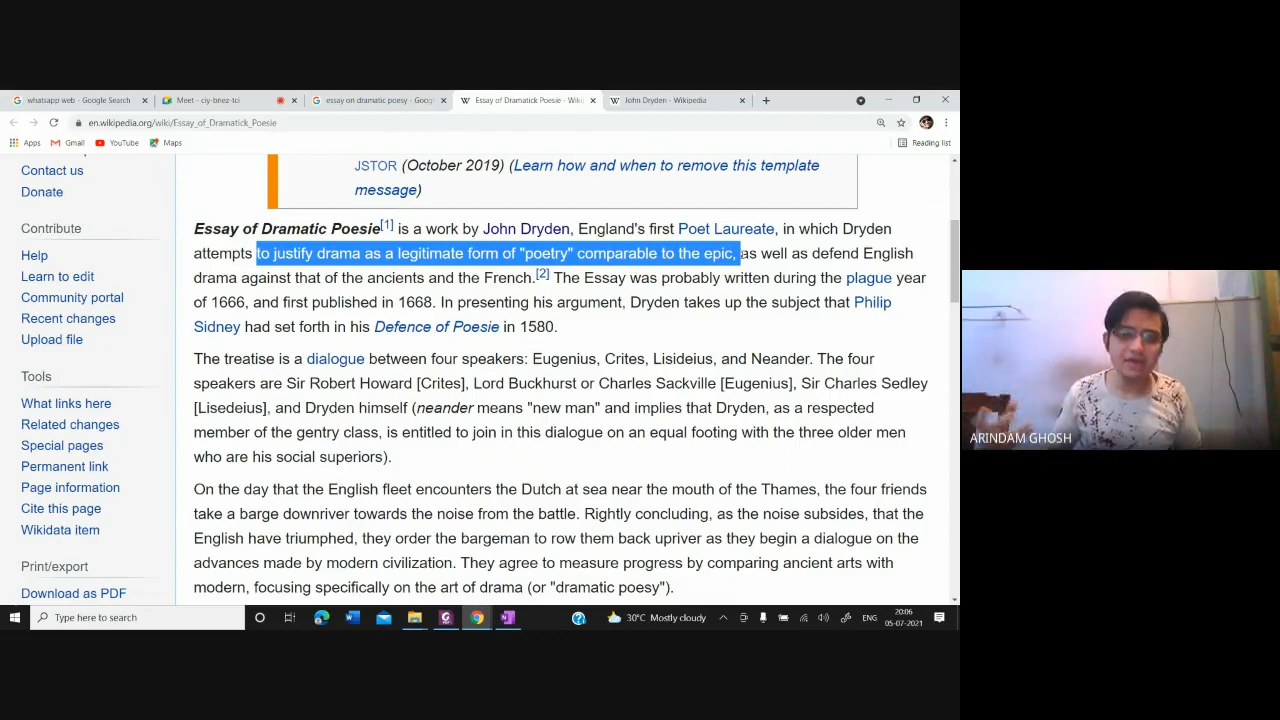 whatsapp web - Google Search
Meet - ciy-bnez-tci
essay on dramatic poesy - Goog
Essay of Dramatick Poesie - Wiki
John Dryden - Wikipedia
en.wikipedia.org/wiki/Essay_of_Dramatick_Poesie
Apps
Gmail
YouTube
Maps
Reading list
Contact us
Donate
Contribute
Help
Learn to edit
Community portal
Recent changes
Upload file
Tools
What links here
Related changes
Special pages
Permanent link
Page information
Cite this page
Wikidata item
Print/export
Download as PDF
JSTOR (October 2019) (Learn how and when to remove this template
message)
Essay of Dramatic Poesie[1] is a work by John Dryden, England's first Poet Laureate, in which Dryden
attempts to justify drama as a legitimate form of "poetry" comparable to the epic, as well as defend English
drama against that of the ancients and the French.[2] The Essay was probably written during the plague year
of 1666, and first published in 1668. In presenting his argument, Dryden takes up the subject that Philip
Sidney had set forth in his Defence of Poesie in 1580.
The treatise is a dialogue between four speakers: Eugenius, Crites, Lisideius, and Neander. The four
speakers are Sir Robert Howard [Crites], Lord Buckhurst or Charles Sackville [Eugenius], Sir Charles Sedley
[Lisedeius], and Dryden himself (neander means "new man" and implies that Dryden, as a respected
member of the gentry class, is entitled to join in this dialogue on an equal footing with the three older men
who are his social superiors).
On the day that the English fleet encounters the Dutch at sea near the mouth of the Thames, the four friends
take a barge downriver towards the noise from the battle. Rightly concluding, as the noise subsides, that the
English have triumphed, they order the bargeman to row them back upriver as they begin a dialogue on the
advances made by modern civilization. They agree to measure progress by comparing ancient arts with
modern, focusing specifically on the art of drama (or "dramatic poesy").
ARINDAM GHOSH
Type here to search
30°C Mostly cloudy
ENG
20:06
05-07-2021